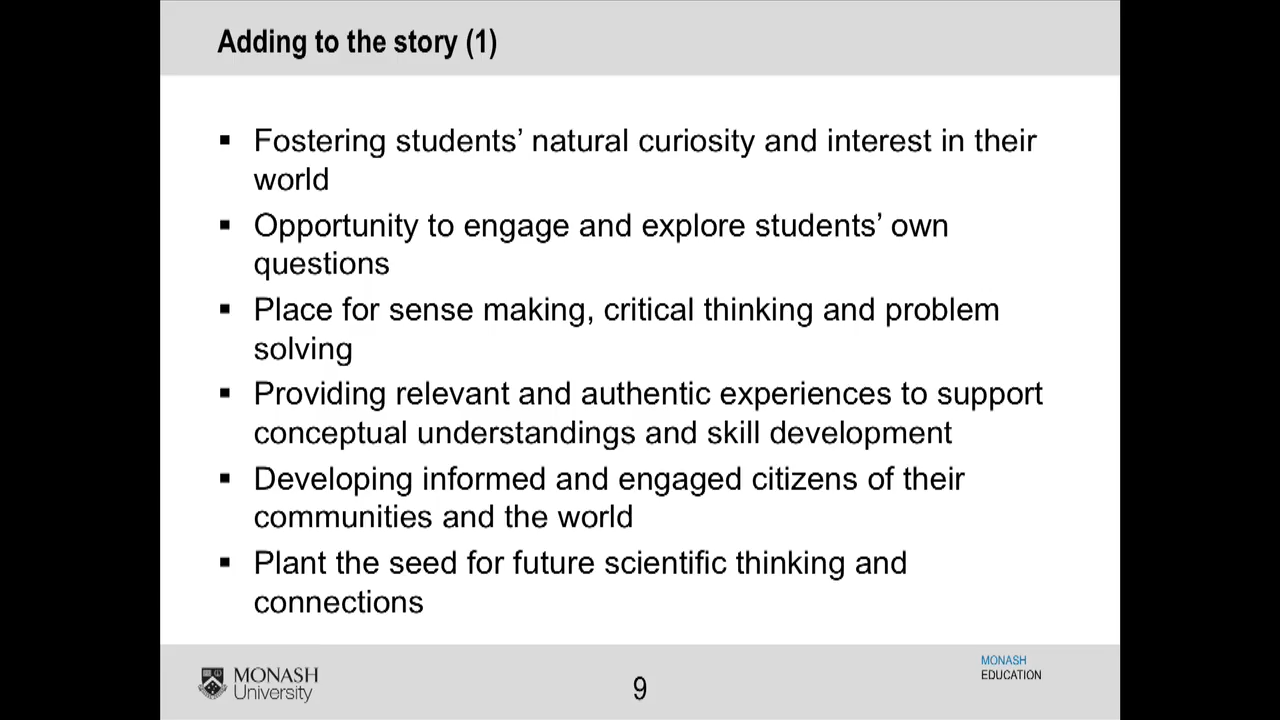 Adding to the story (1)
▪ Fostering students’ natural curiosity and interest in their
world
▪ Opportunity to engage and explore students’ own
questions
▪ Place for sense making, critical thinking and problem
solving
▪ Providing relevant and authentic experiences to support
conceptual understandings and skill development
▪ Developing informed and engaged citizens of their
communities and the world
▪ Plant the seed for future scientific thinking and
connections
MONASH
University
9
MONASH
EDUCATION